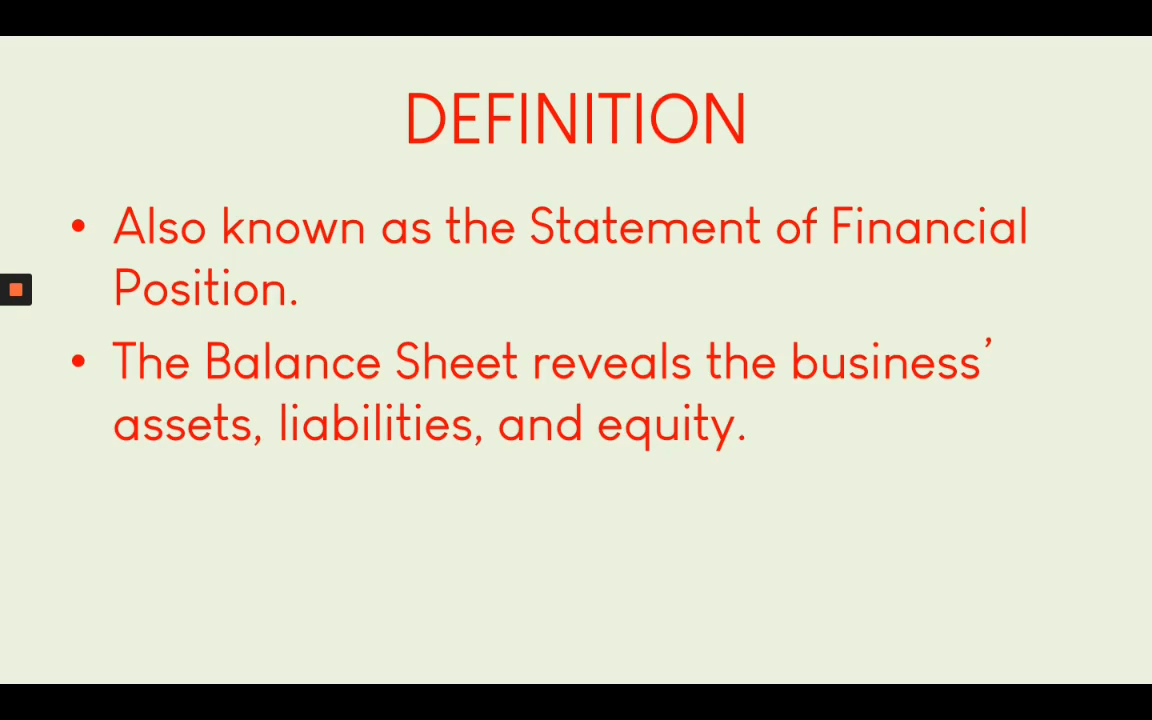 DEFINITION
• Also known as the Statement of Financial
Position.
• The Balance Sheet reveals the business’
assets, liabilities, and equity.